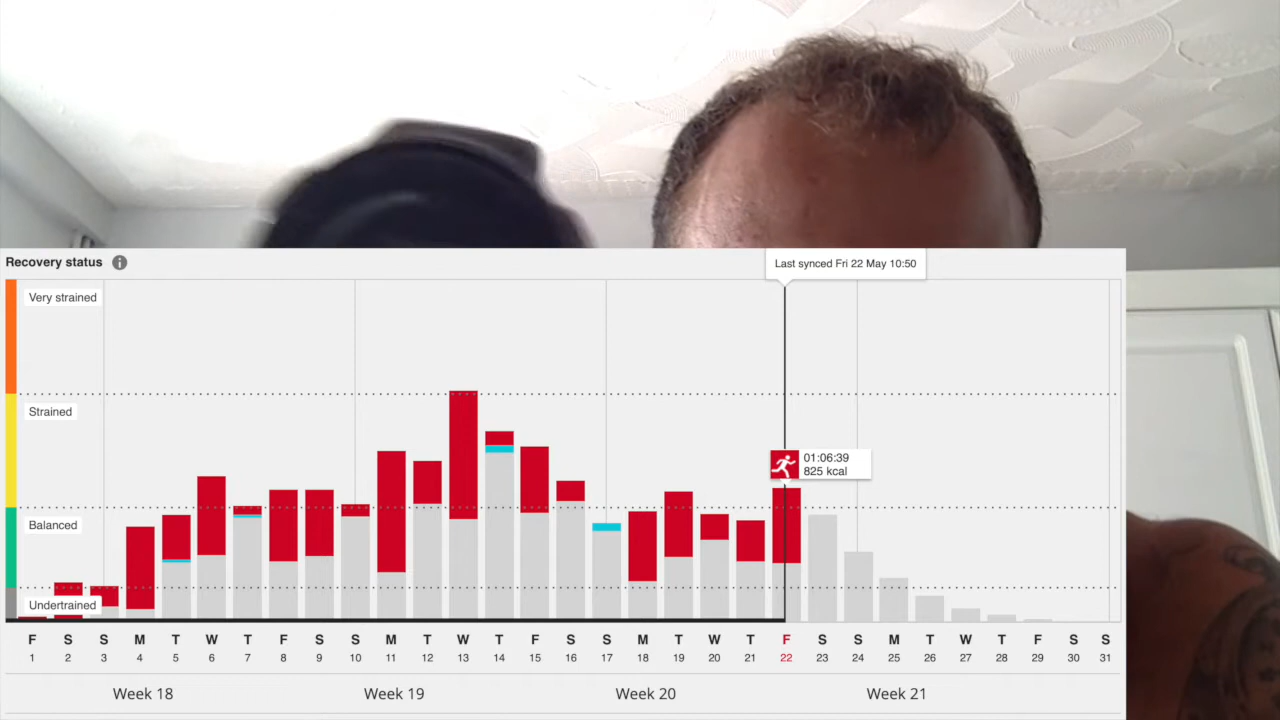 Recovery status
Last synced Fri 22 May 10:50
Very strained
Strained
01:06:39
825 kcal
Balanced
Undertrained
F S S M T W T F S S M T W T F S S M T W T F S S M T W T F S S
1 2 3 4 5 6 7 8 9 10 11 12 13 14 15 16 17 18 19 20 21 22 23 24 25 26 27 28 29 30 31
Week 18 Week 19 Week 20 Week 21